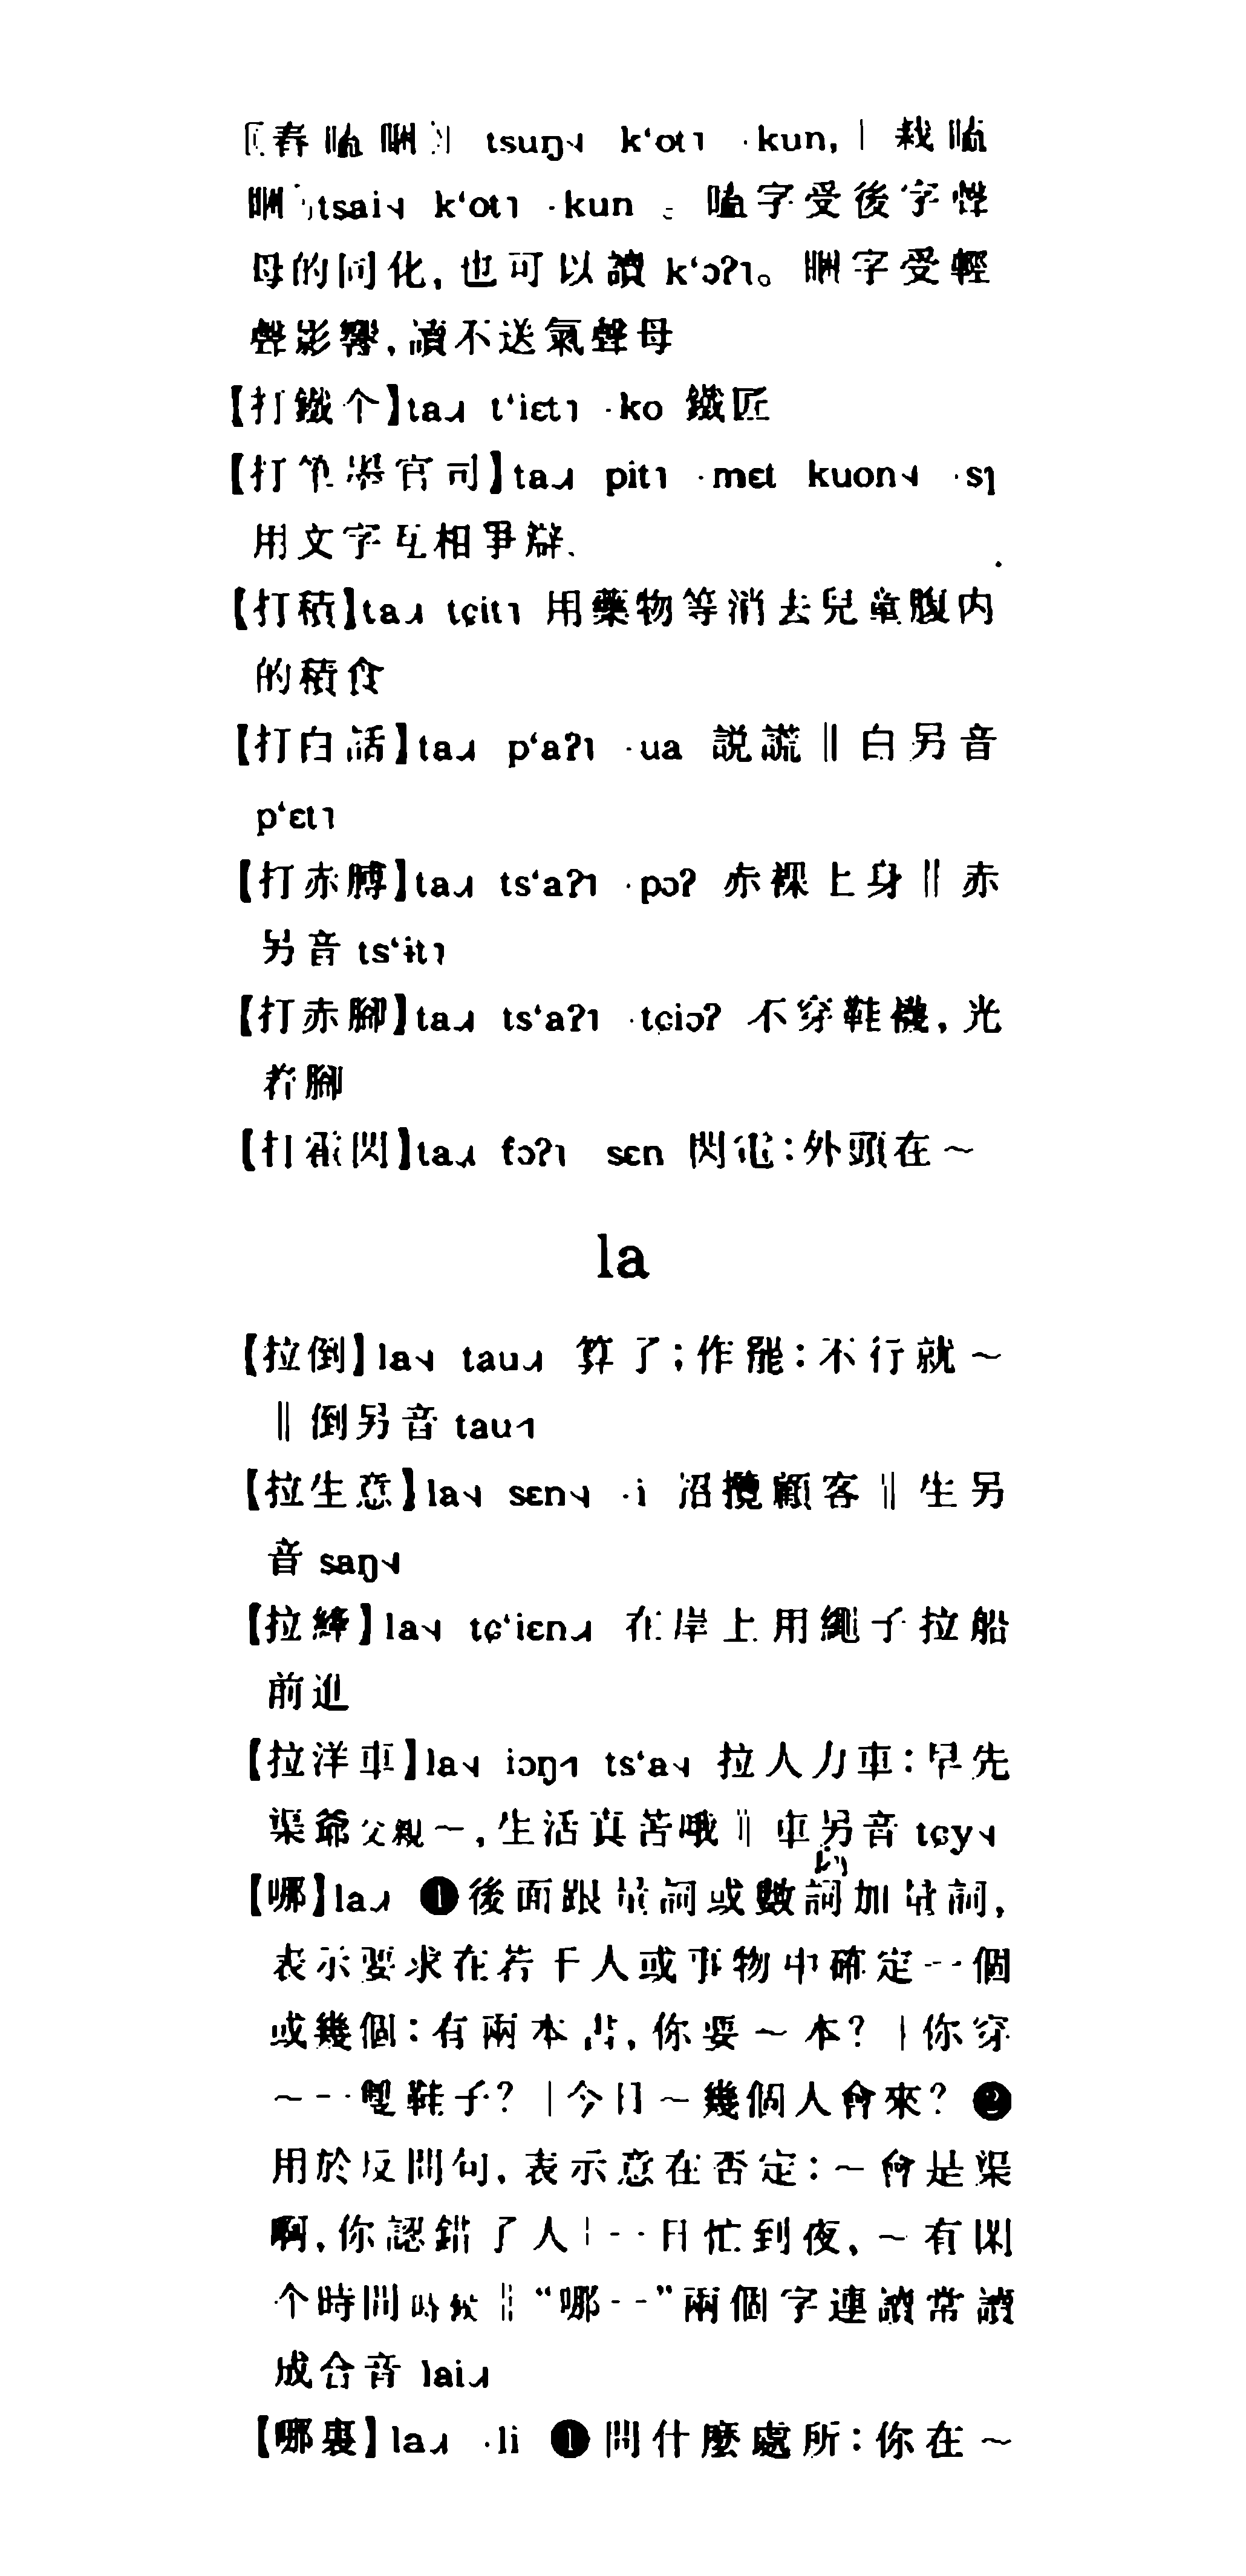 〖舂瞌睏〗 tsuŋ˧˨ k‘ot˥ ·kun,｜栽瞌
睏 tsai˧˨ k‘ot˥ ·kun。 瞌字受後字聲
母的同化,也可以讀 k‘ɔʔ˥。睏字受輕
聲影響,讀不送氣聲母
【打鐵个】ta˨˩˧ t‘iɛt˥ ·ko 鐵匠
【打筆墨官司】ta˨˩˧ pit˥ ·mɛt kuon˧˨ ·sɿ
用文字互相爭辯
【打積】ta˨˩˧ tɕit˥ 用藥物等消去兒童腹内
的積食
【打白話】ta˨˩˧ p‘aʔ˥ ·ua 説謊‖白另音
p‘ɛt˥
【打赤膊】ta˨˩˧ ts‘aʔ˥ ·pɔʔ 赤裸上身‖赤
另音 ts‘ɨt˥
【打赤腳】ta˨˩˧ ts‘aʔ˥ ·tɕiɔʔ 不穿鞋襪,光
着腳
【打霍閃】ta˨˩˧ fɔʔ˥ sɛn 閃電:外頭在～
la
【拉倒】la˧˨ tau˨˩˧ 算了;作罷:不行就～
‖倒另音 tau˧˥
【拉生意】la˧˨ sɛn˧˨ ·i 招攬顧客‖生另
音 saŋ˧˨
【拉縴】la˧˨ tɕ‘iɛn˨˩˧ 在岸上用繩子拉船
前進
【拉洋車】la˧˨ iɔŋ˧˥ ts‘a˧˨ 拉人力車:早先
渠爺父親～,生活真苦哦‖車另音 tɕy˧˨
【哪】la˨˩˧ ❶後面跟量詞或數詞加量詞,
表示要求在若干人或事物中確定一個
或幾個:有兩本書,你要～本?｜你穿
～一雙鞋子?｜今日～幾個人會來?❷
用於反問句,表示意在否定:～會是渠
啊,你認錯了人｜一日忙到夜,～有閑
个時間時候‖“哪一”兩個字連讀常讀
成合音 lai˨˩˧
【哪裏】la˨˩˧ ·li ❶問什麼處所:你在～